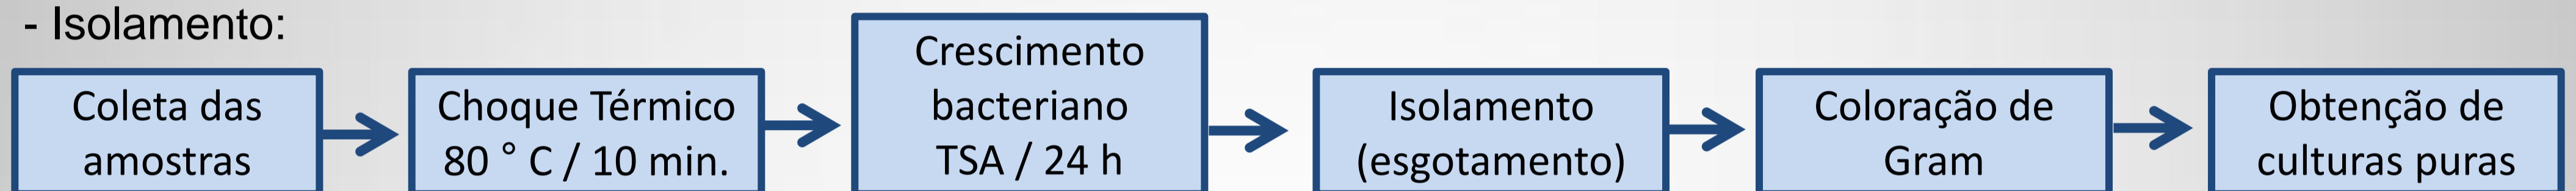 - Isolamento:
Coleta das
amostras
Choque Térmico
80 ° C / 10 min.
Crescimento
bacteriano
TSA / 24 h
Isolamento
(esgotamento)
Coloração de
Gram
Obtenção de
culturas puras